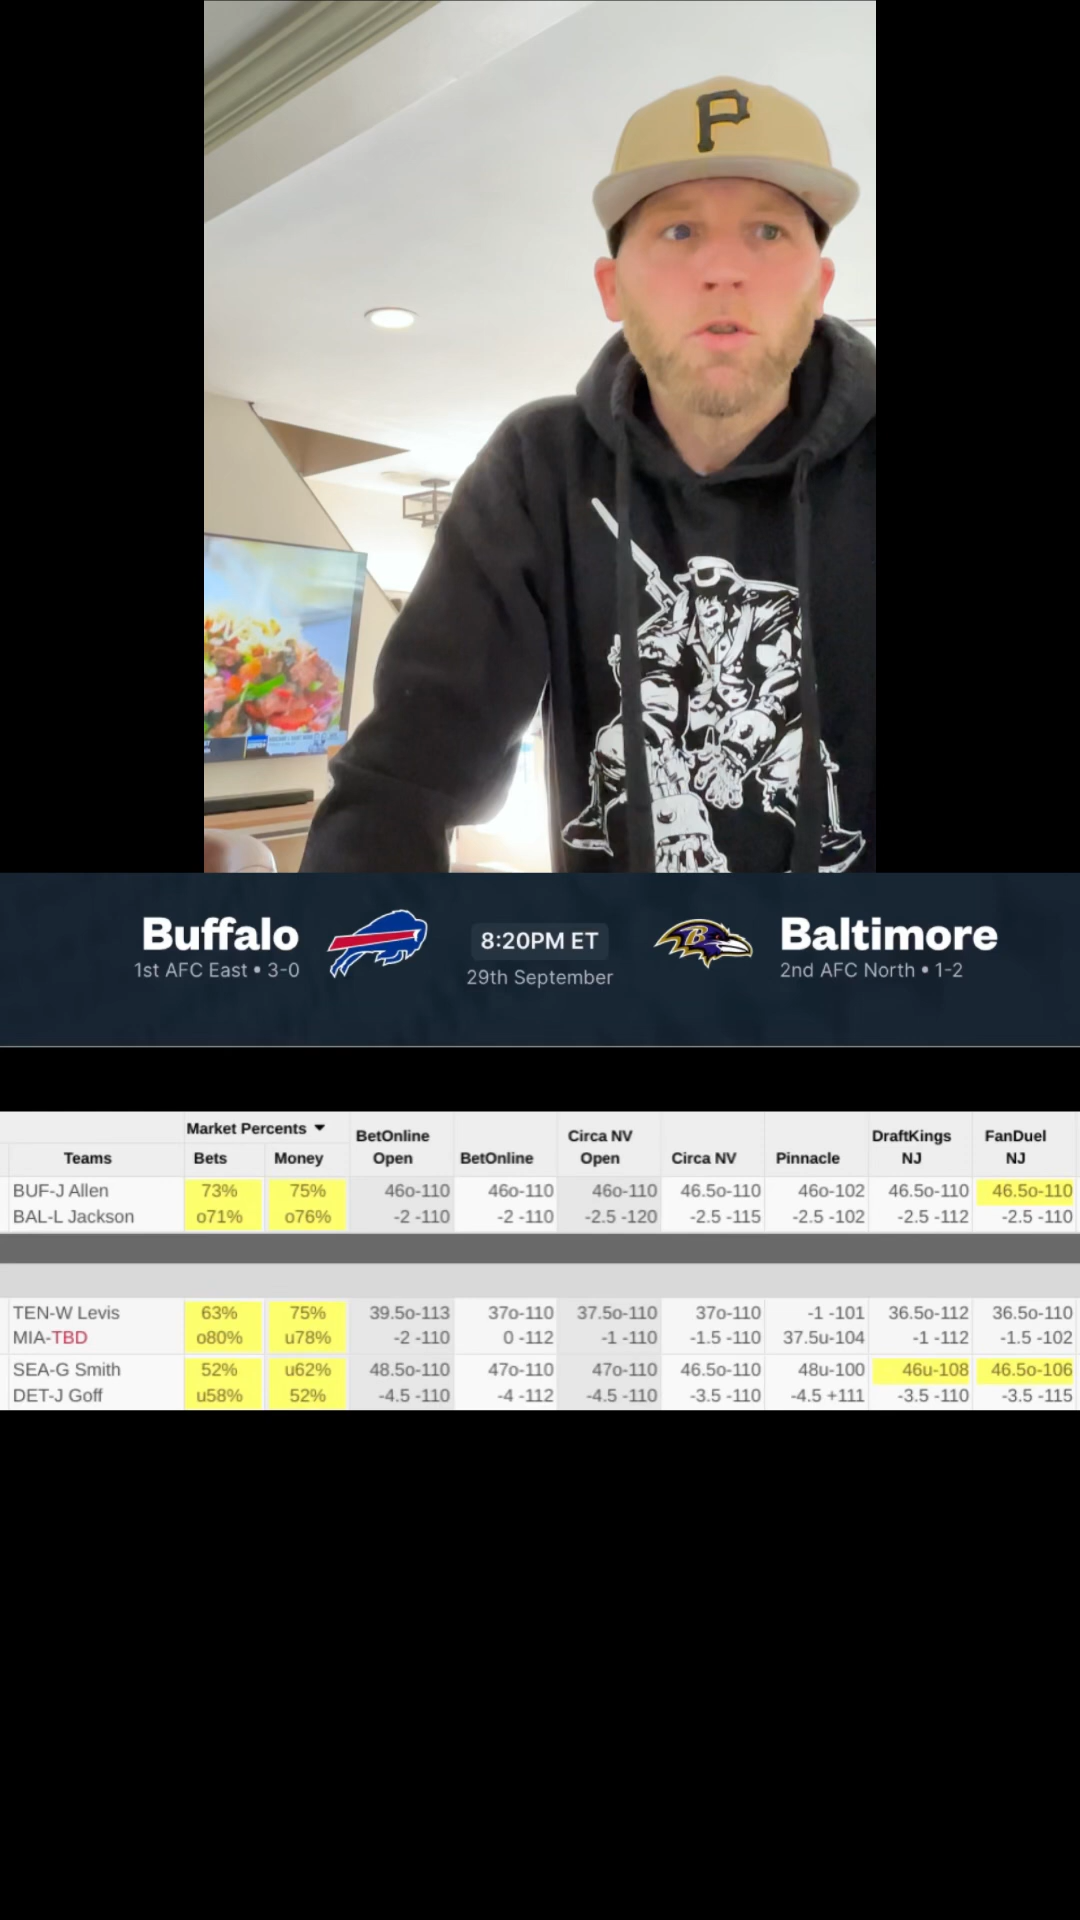 P
Buffalo
1st AFC East • 3-0
8:20PM ET
29th September
B
Baltimore
2nd AFC North • 1-2
Market Percents ▼ BetOnline Circa NV DraftKings FanDuel
Teams Bets Money Open BetOnline Open Circa NV Pinnacle NJ NJ
BUF-J Allen 73% 75% 46o-110 46o-110 46o-110 46.5o-110 46o-102 46.5o-110 46.5o-110
BAL-L Jackson o71% o76% -2 -110 -2 -110 -2.5 -120 -2.5 -115 -2.5 -102 -2.5 -112 -2.5 -110
TEN-W Levis 63% 75% 39.5o-113 37o-110 37.5o-110 37o-110 -1 -101 36.5o-112 36.5o-110
MIA-TBD o80% u78% -2 -110 0 -112 -1 -110 -1.5 -110 37.5u-104 -1 -112 -1.5 -102
SEA-G Smith 52% u62% 48.5o-110 47o-110 47o-110 46.5o-110 48u-100 46u-108 46.5o-106
DET-J Goff u58% 52% -4.5 -110 -4 -112 -4.5 -110 -3.5 -110 -4.5 +111 -3.5 -110 -3.5 -115